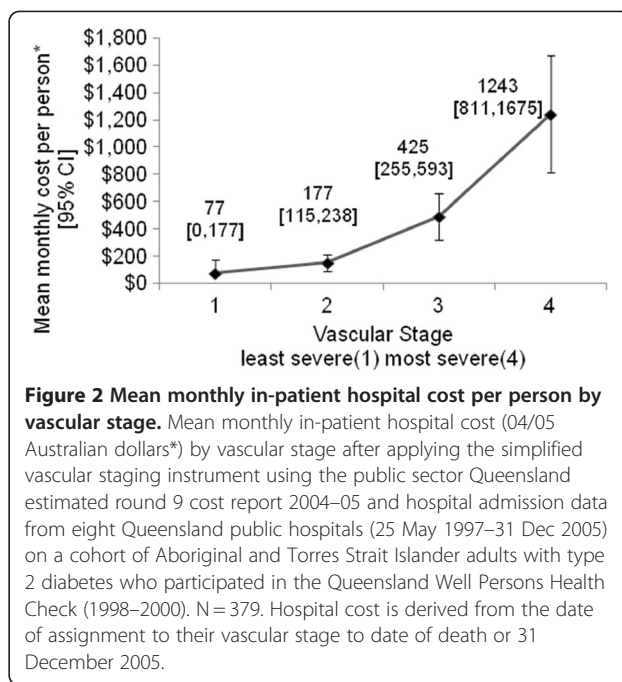 Mean monthly cost per person*
[95% CI]
$1,800
$1,600
$1,400
$1,200
$1,000
$800
$600
$400
$200
$0
77
[0,177]
177
[115,238]
425
[255,593]
1243
[811,1675]
1 2 3 4
Vascular Stage
least severe(1) most severe(4)
Figure 2 Mean monthly in-patient hospital cost per person by
vascular stage. Mean monthly in-patient hospital cost (04/05
Australian dollars*) by vascular stage after applying the simplified
vascular staging instrument using the public sector Queensland
estimated round 9 cost report 2004–05 and hospital admission data
from eight Queensland public hospitals (25 May 1997–31 Dec 2005)
on a cohort of Aboriginal and Torres Strait Islander adults with type
2 diabetes who participated in the Queensland Well Persons Health
Check (1998–2000). N = 379. Hospital cost is derived from the date
of assignment to their vascular stage to date of death or 31
December 2005.